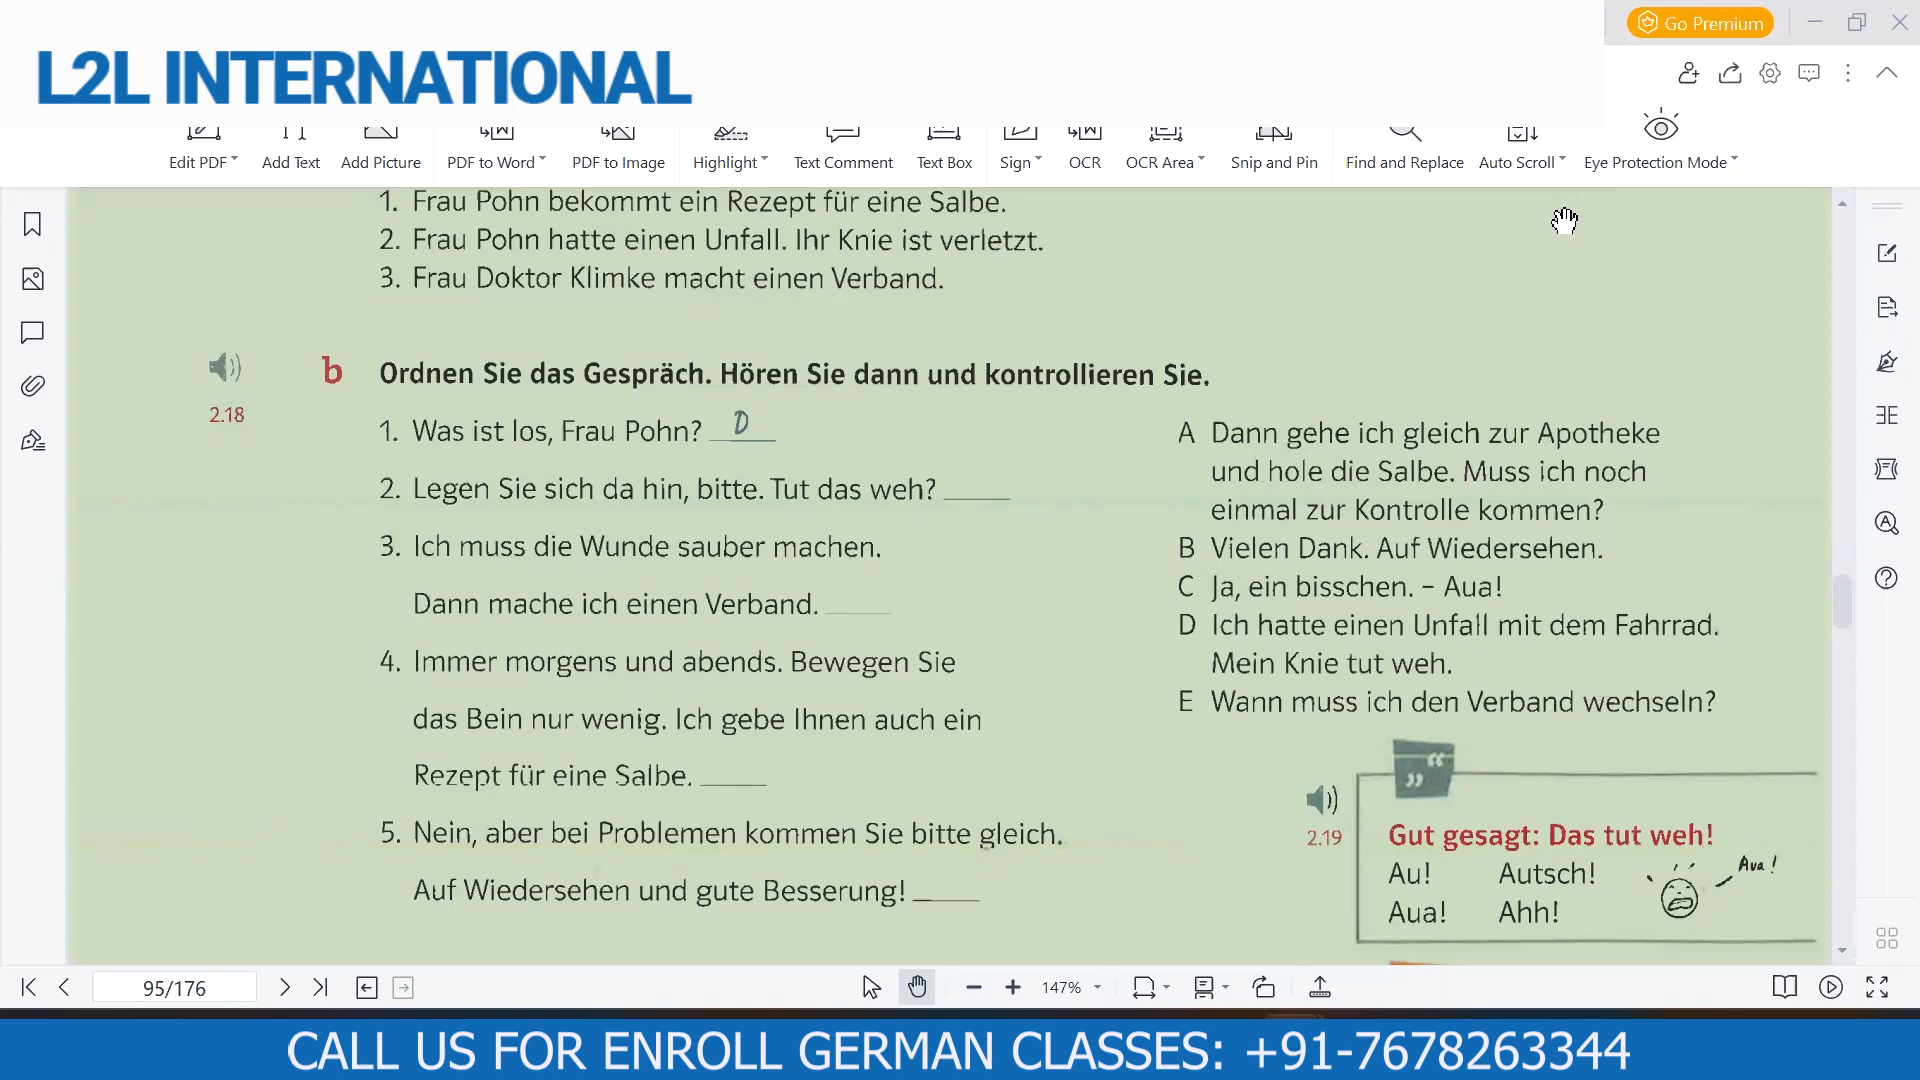 Go Premium
L2L INTERNATIONAL
Edit PDF
Add Text
Add Picture
PDF to Word
PDF to Image
Highlight
Text Comment
Text Box
Sign
OCR
OCR Area
Snip and Pin
Find and Replace
Auto Scroll
Eye Protection Mode
1. Frau Pohn bekommt ein Rezept für eine Salbe.
2. Frau Pohn hatte einen Unfall. Ihr Knie ist verletzt.
3. Frau Doktor Klimke macht einen Verband.
2.18
b Ordnen Sie das Gespräch. Hören Sie dann und kontrollieren Sie.
1. Was ist los, Frau Pohn? D
2. Legen Sie sich da hin, bitte. Tut das weh?
3. Ich muss die Wunde sauber machen.
Dann mache ich einen Verband.
4. Immer morgens und abends. Bewegen Sie
das Bein nur wenig. Ich gebe Ihnen auch ein
Rezept für eine Salbe.
5. Nein, aber bei Problemen kommen Sie bitte gleich.
Auf Wiedersehen und gute Besserung!
A Dann gehe ich gleich zur Apotheke
und hole die Salbe. Muss ich noch
einmal zur Kontrolle kommen?
B Vielen Dank. Auf Wiedersehen.
C Ja, ein bisschen. – Aua!
D Ich hatte einen Unfall mit dem Fahrrad.
Mein Knie tut weh.
E Wann muss ich den Verband wechseln?
2.19
Gut gesagt: Das tut weh!
Au! Autsch!
Aua! Ahh!
Aua!
95/176
147%
CALL US FOR ENROLL GERMAN CLASSES: +91-7678263344